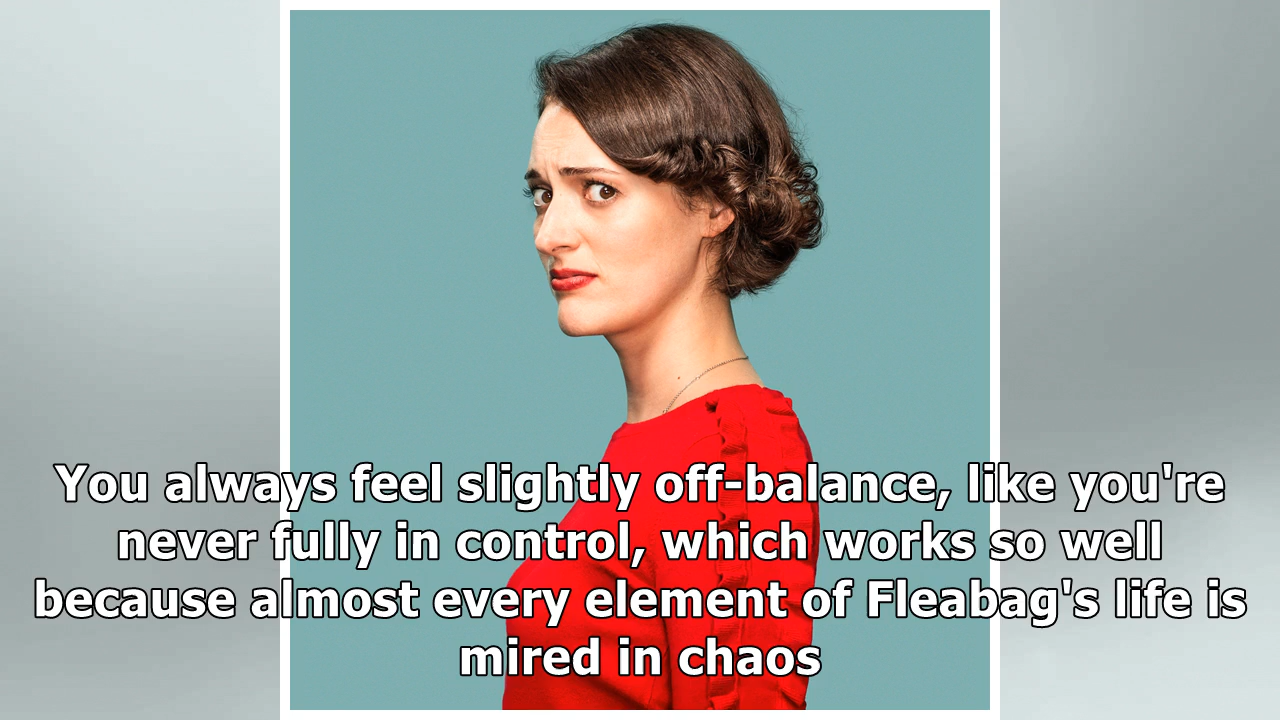 You always feel slightly off-balance, like you're
never fully in control, which works so well
because almost every element of Fleabag's life is
mired in chaos